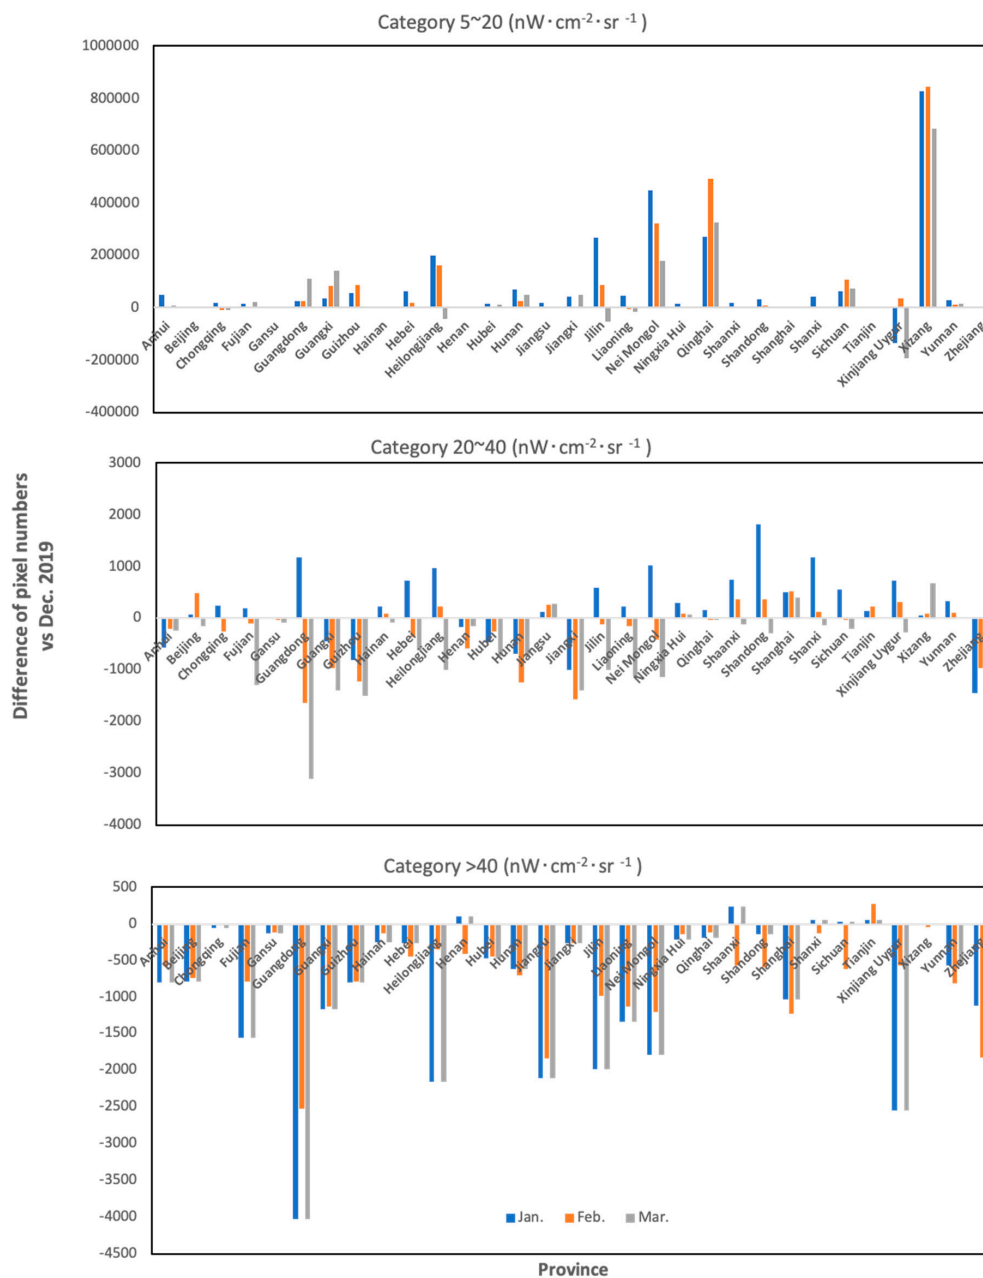 Category 5~20 (nW·cm⁻²·sr ⁻¹ )
1000000
800000
600000
400000
200000
0
-200000
-400000
Anhui
Beijing
Chongqing
Fujian
Gansu
Guangdong
Guangxi
Guizhou
Hainan
Hebei
Heilongjiang
Henan
Hubei
Hunan
Jiangsu
Jiangxi
Jilin
Liaoning
Nei Mongol
Ningxia Hui
Qinghai
Shaanxi
Shandong
Shanghai
Shanxi
Sichuan
Tianjin
Xinjiang Uygar
Xizang
Yunnan
Zhejiang
Difference of pixel numbers
vs Dec. 2019
Category 20~40 (nW·cm⁻²·sr ⁻¹ )
3000
2000
1000
0
-1000
-2000
-3000
-4000
Anhui
Beijing
Chongqing
Fujian
Gansu
Guangdong
Guangxi
Guizhou
Hainan
Hebei
Heilongjiang
Henan
Hubei
Hunan
Jiangsu
Jiangxi
Jilin
Liaoning
Nei Mongol
Ningxia Hui
Qinghai
Shaanxi
Shandong
Shanghai
Shanxi
Sichuan
Tianjin
Xinjiang Uygur
Xizang
Yunnan
Zhejiang
Category >40 (nW·cm⁻²·sr ⁻¹ )
500
0
-500
-1000
-1500
-2000
-2500
-3000
-3500
-4000
-4500
Anhui
Beijing
Chongqing
Fujian
Gansu
Guangdong
Guangxi
Guizhou
Hainan
Hebei
Heilongjiang
Henan
Hubei
Hunan
Jiangsu
Jiangxi
Jilin
Liaoning
Nei Mongol
Ningxia Hui
Qinghai
Shaanxi
Shandong
Shanghai
Shanxi
Sichuan
Tianjin
Xinjiang Uygar
Xizang
Yunnan
Zhejiang
Jan. Feb. Mar.
Province